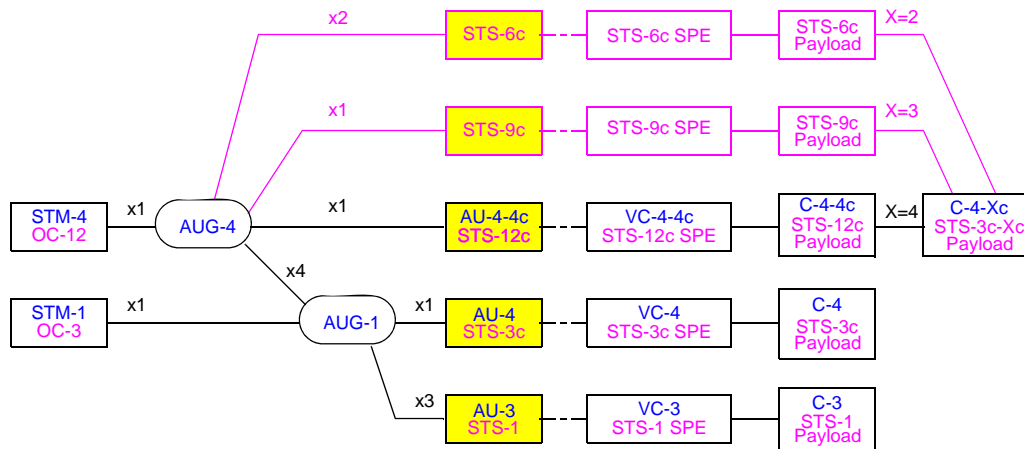 x2
STS-6c
STS-6c SPE
STS-6c
Payload
X=2
x1
STS-9c
STS-9c SPE
STS-9c
Payload
X=3
STM-4
OC-12
x1
AUG-4
x1
AU-4-4c
STS-12c
VC-4-4c
STS-12c SPE
C-4-4c
STS-12c
Payload
X=4
C-4-Xc
STS-3c-Xc
Payload
x4
STM-1
OC-3
x1
AUG-1
x1
AU-4
STS-3c
VC-4
STS-3c SPE
C-4
STS-3c
Payload
x3
AU-3
STS-1
VC-3
STS-1 SPE
C-3
STS-1
Payload